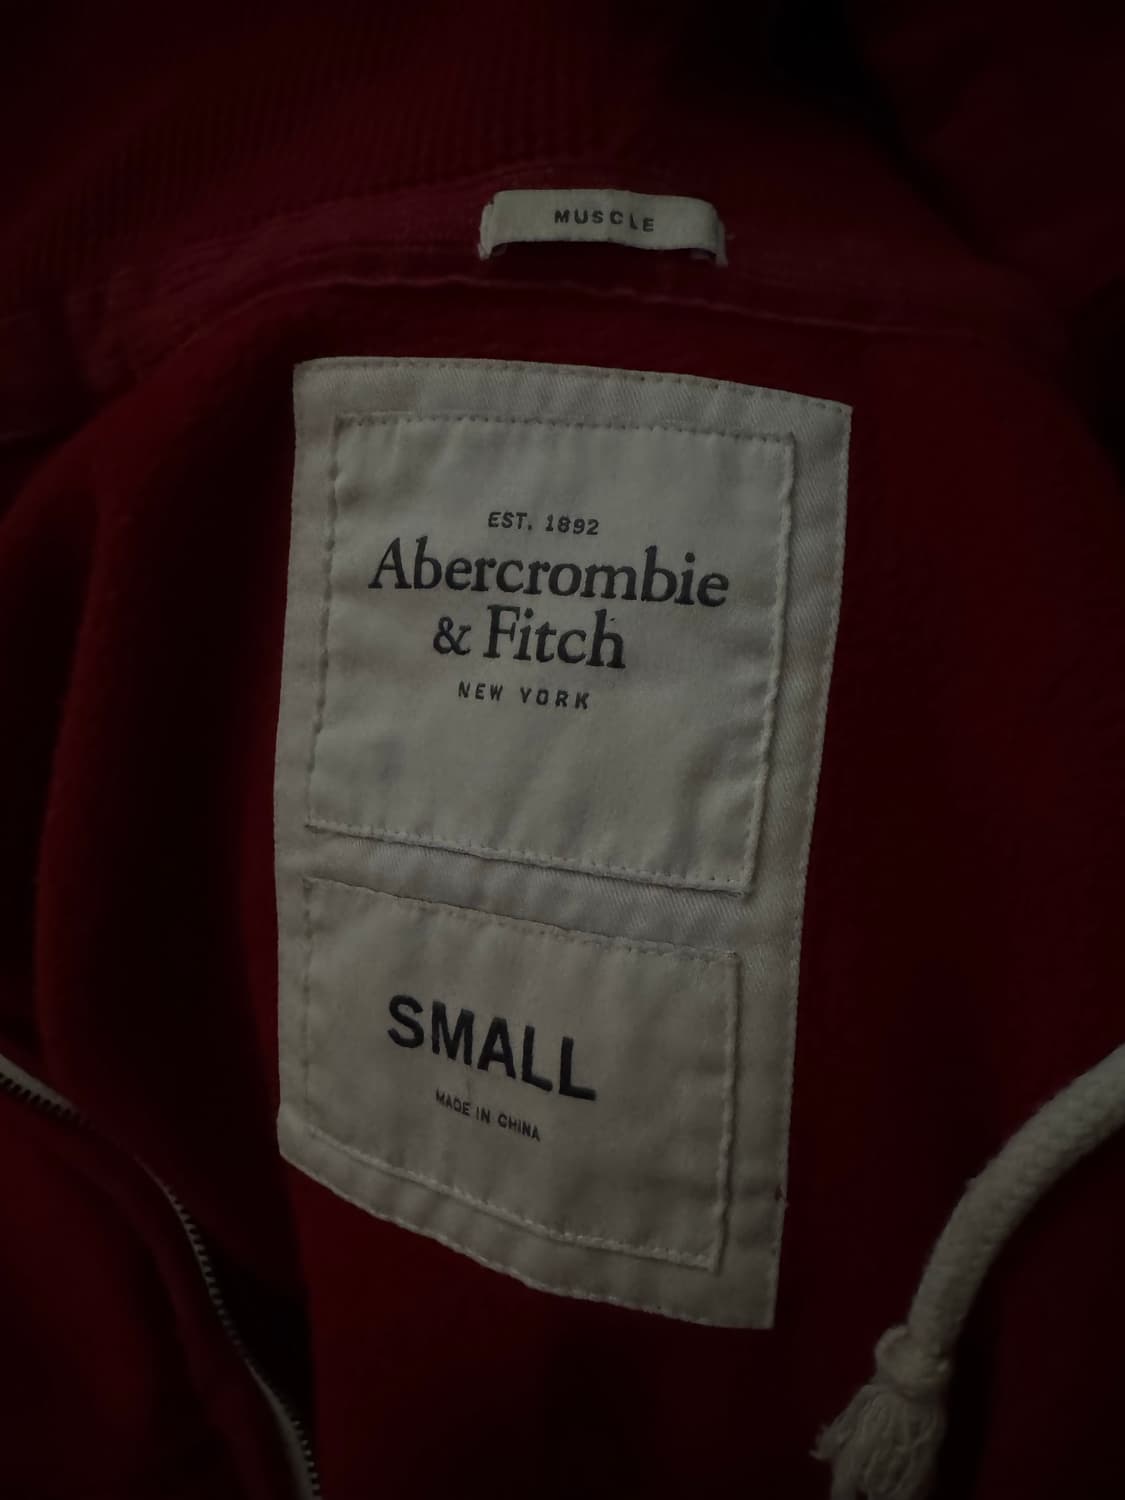 MUSCLE
EST. 1892
Abercrombie
& Fitch
NEW YORK
SMALL
MADE IN CHINA